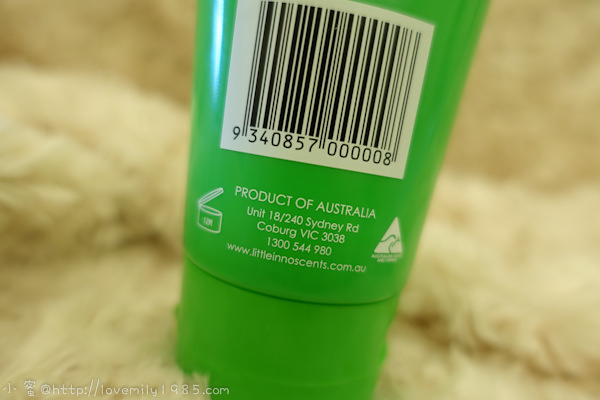 9 340857 000008
PRODUCT OF AUSTRALIA
Unit 18/240 Sydney Rd
Coburg VIC 3038
1300 544 980
www.littleinnoscents.com.au
12M
小蜜@http://lovemily1985.com